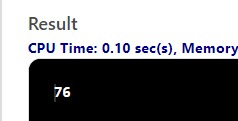 Result
CPU Time: 0.10 sec(s), Memory
76